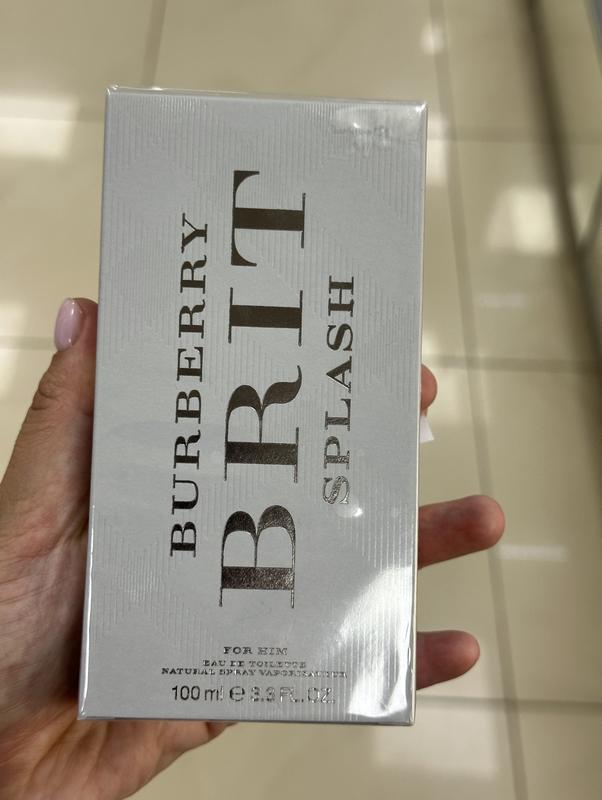 BURBERRY
BRIT
SPLASH
FOR HIM
EAU DE TOILETTE
NATURAL SPRAY VAPORISATEUR
100 ml ℮ 3.3 FL.OZ.